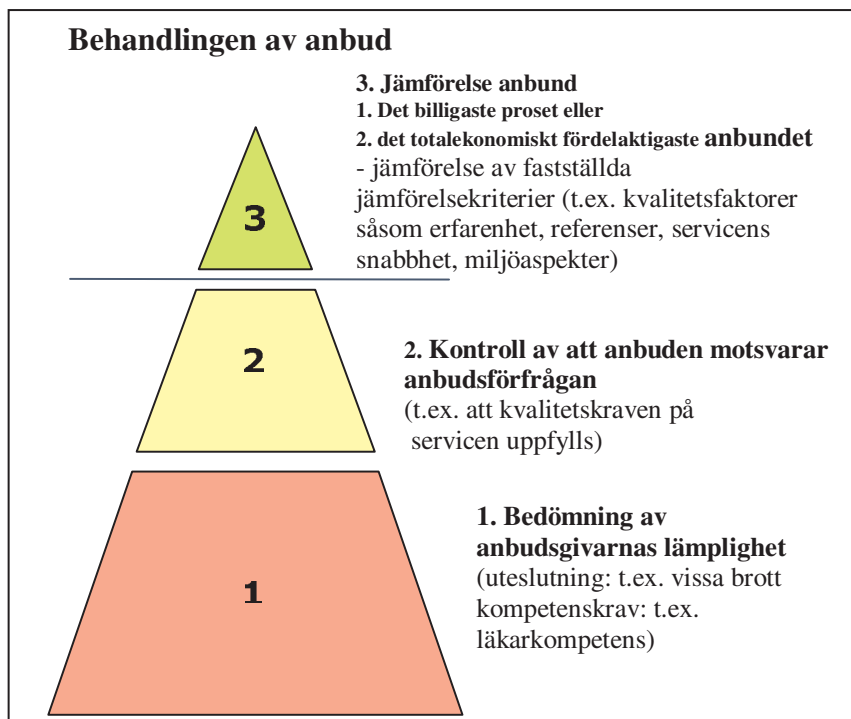 Behandlingen av anbud
3. Jämförelse anbund
1. Det billigaste proset eller
2. det totalekonomiskt fördelaktigaste anbundet
- jämförelse av fastställda
jämförelsekriterier (t.ex. kvalitetsfaktorer
såsom erfarenhet, referenser, servicens
snabbhet, miljöaspekter)
3
2
2. Kontroll av att anbuden motsvarar
anbudsförfrågan
(t.ex. att kvalitetskraven på
servicen uppfylls)
1. Bedömning av
anbudsgivarnas lämplighet
(uteslutning: t.ex. vissa brott
kompetenskrav: t.ex.
läkarkompetens)
1